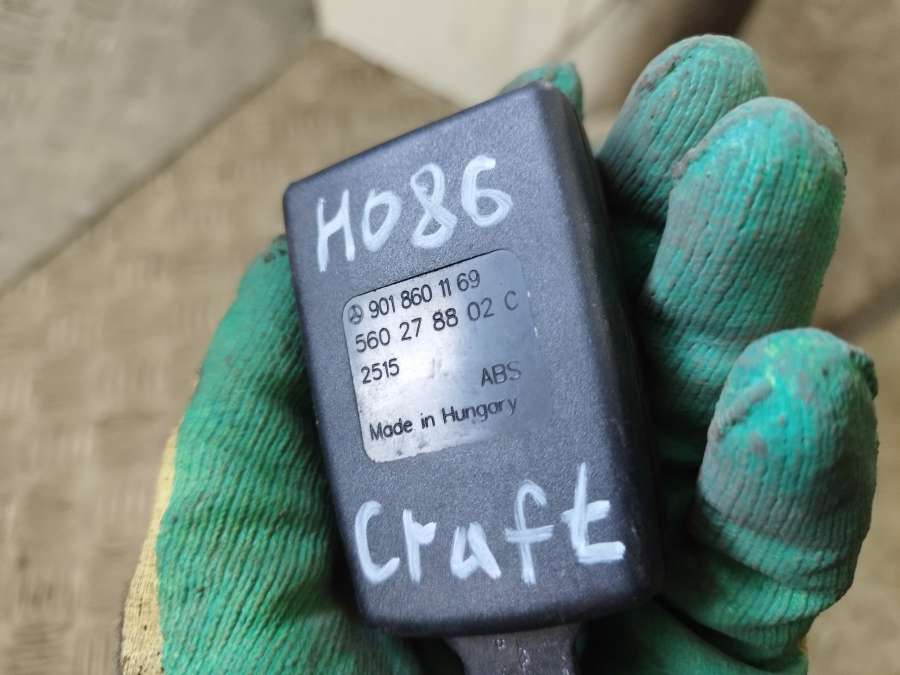 H086
901 860 11 69
560 27 88 02 C
2515
ABS
Made in Hungary
Craft